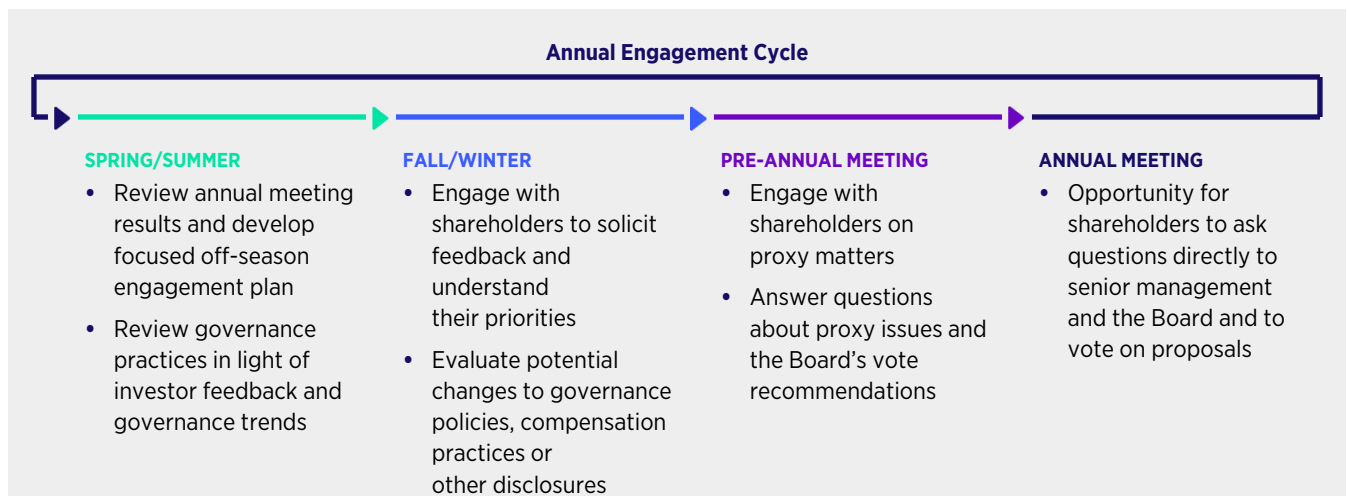 Annual Engagement Cycle
SPRING/SUMMER
• Review annual meeting
results and develop
focused off-season
engagement plan
• Review governance
practices in light of
investor feedback and
governance trends
FALL/WINTER
• Engage with
shareholders to solicit
feedback and
understand
their priorities
• Evaluate potential
changes to governance
policies, compensation
practices or
other disclosures
PRE-ANNUAL MEETING
• Engage with
shareholders on
proxy matters
• Answer questions
about proxy issues and
the Board’s vote
recommendations
ANNUAL MEETING
• Opportunity for
shareholders to ask
questions directly to
senior management
and the Board and to
vote on proposals